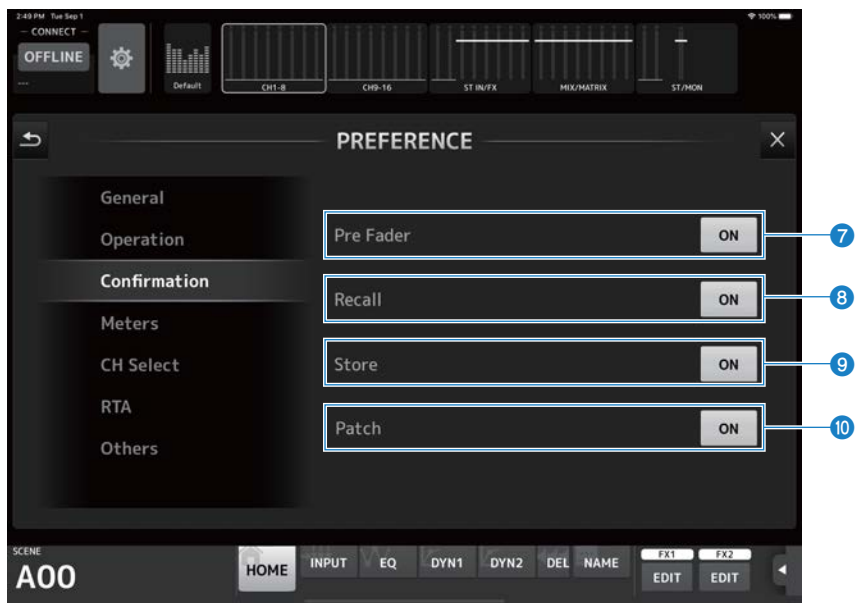 2:49 PM Tue Sep 1
100%
CONNECT
OFFLINE
---
Default
CH1-8
CH9-16
ST IN/FX
MIX/MATRIX
ST/MON
PREFERENCE
General
Operation
Confirmation
Meters
CH Select
RTA
Others
Pre Fader ON 7
Recall ON 8
Store ON 9
Patch ON 10
SCENE
A00
HOME INPUT EQ DYN1 DYN2 DEL NAME
FX1 FX2
EDIT EDIT